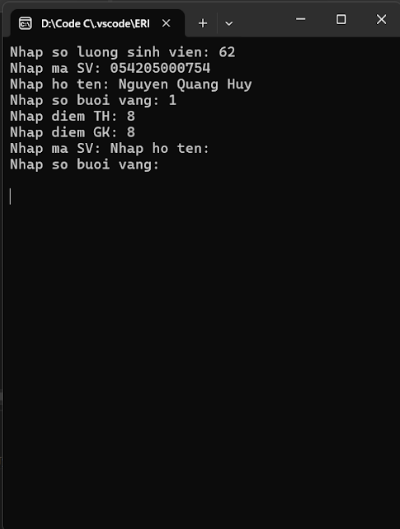 D:\Code C\.vscode\ERI
Nhap so luong sinh vien: 62
Nhap ma SV: 054205000754
Nhap ho ten: Nguyen Quang Huy
Nhap so buoi vang: 1
Nhap diem TH: 8
Nhap diem GK: 8
Nhap ma SV: Nhap ho ten:
Nhap so buoi vang: